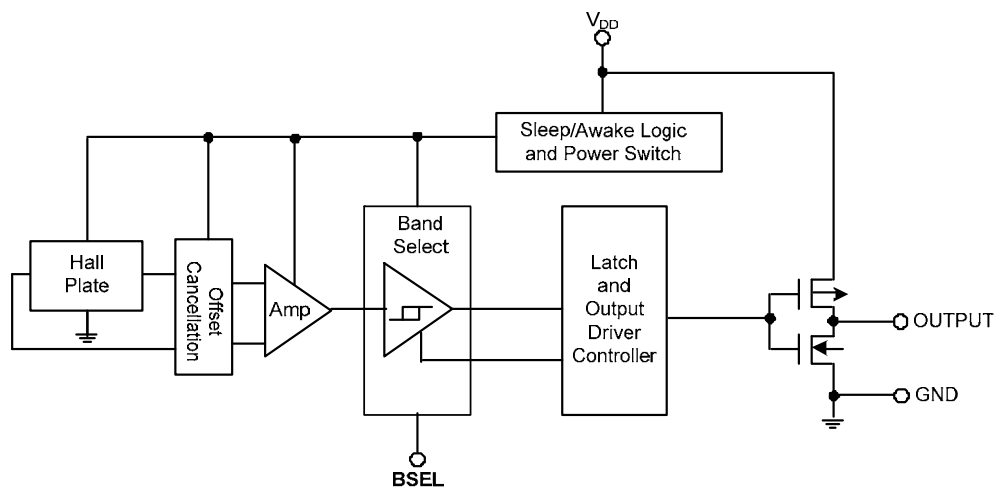 VDD
Sleep/Awake Logic
and Power Switch
Band
Select
Hall
Plate
Offset
Cancellation
Amp
Latch
and
Output
Driver
Controller
OUTPUT
GND
BSEL